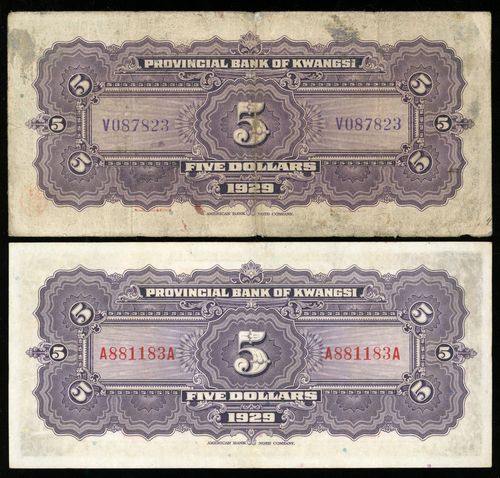 PROVINCIAL BANK OF KWANGSI
5 5
V087823 5 V087823
5 5
5 5
FIVE DOLLARS
1929
AMERICAN BANK NOTE COMPANY.
PROVINCIAL BANK OF KWANGSI
5 5
A881183A 5 A881183A
5 5
5 5
FIVE DOLLARS
1929
AMERICAN BANK NOTE COMPANY.